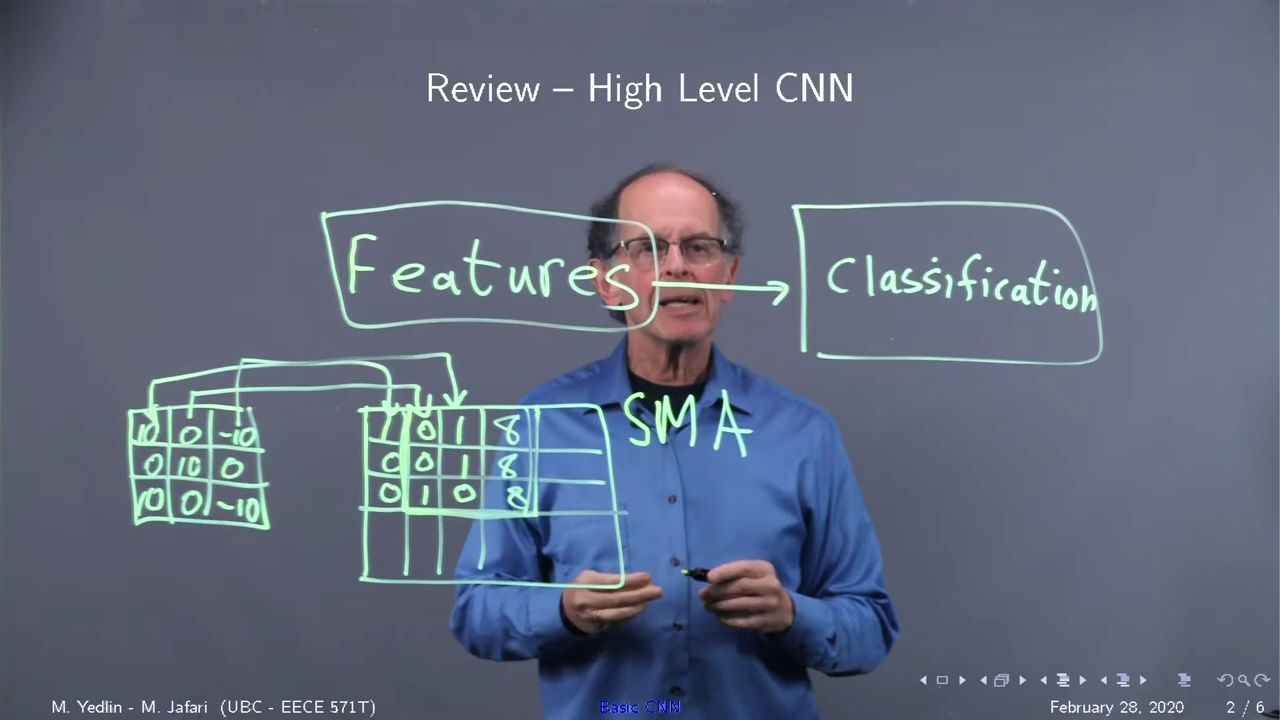 Review – High Level CNN
Features
Classification
SMA
10 0 -10
0 10 0
10 0 -10
1 0 1 8
0 0 1 8
0 1 0 8
M. Yedlin - M. Jafari (UBC - EECE 571T)
Basic CNN
February 28, 2020
2 / 6